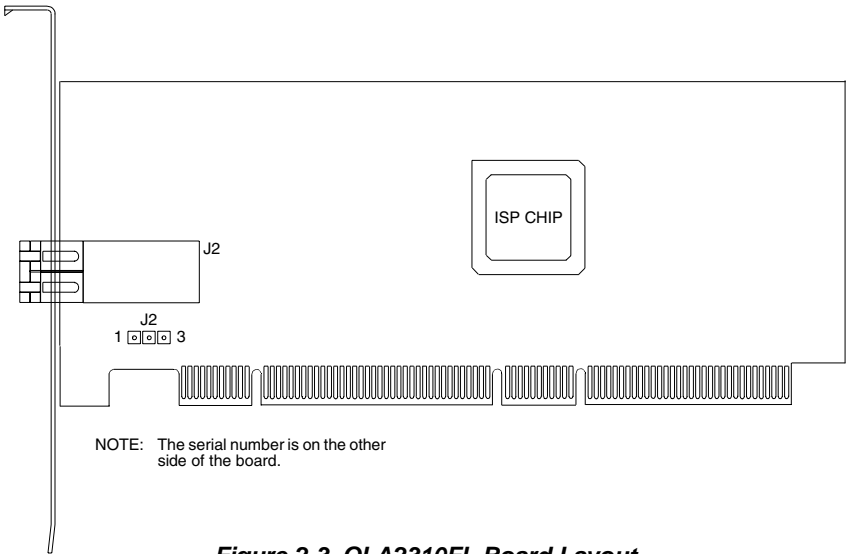 ISP CHIP
J2
J2
1 3
NOTE: The serial number is on the other
side of the board.
Figure 2-3. QLA2310FL Board Layout